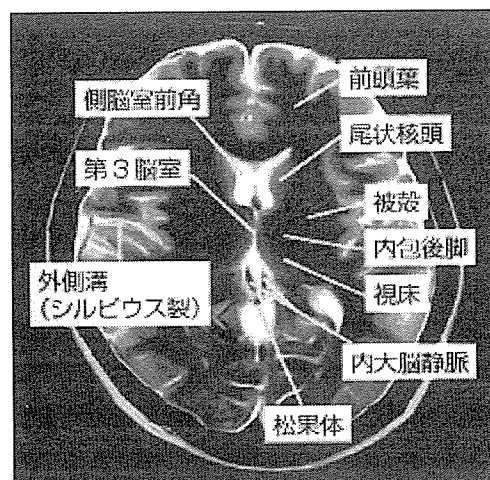 前頭葉
側脳室前角
尾状核頭
第3脳室
被殻
内包後脚
外側溝
(シルビウス製)
視床
内大脳静脈
松果体